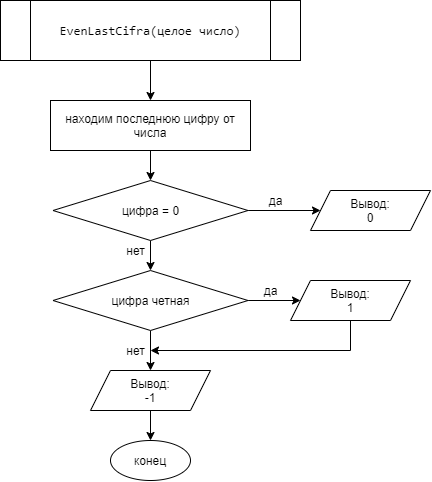 EvenLastCifra(целое число)
находим последнюю цифру от
числа
цифра = 0
да
Вывод:
0
нет
цифра четная
да
Вывод:
1
нет
Вывод:
-1
конец